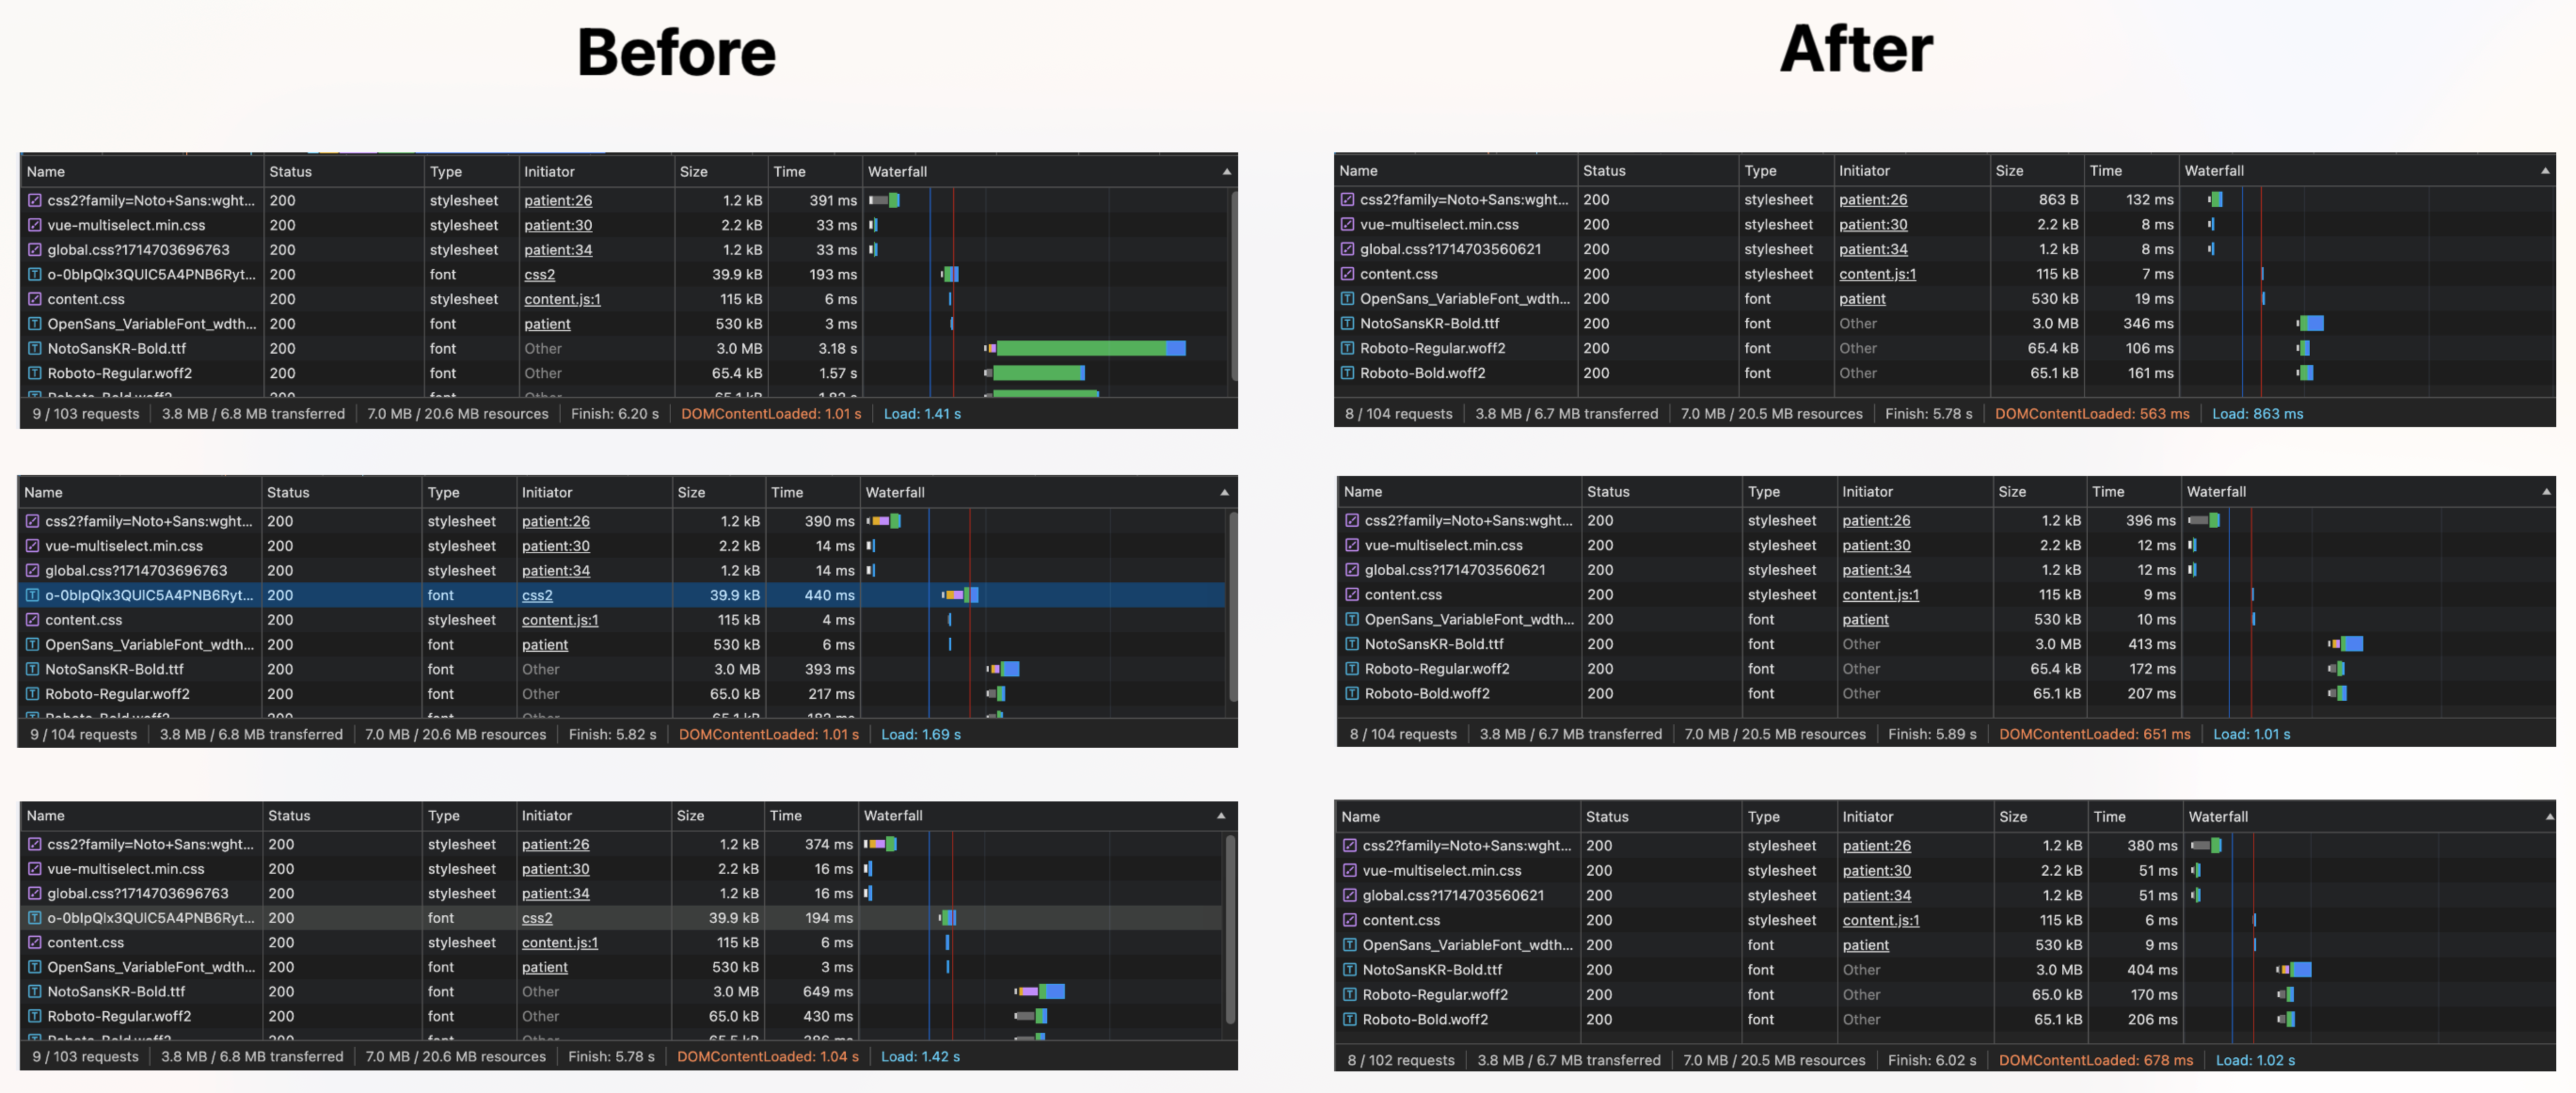 Before
After
Name Status Type Initiator Size Time Waterfall
css2?family=Noto+Sans:wght... 200 stylesheet patient:26 1.2 kB 391 ms
vue-multiselect.min.css 200 stylesheet patient:30 2.2 kB 33 ms
global.css?1714703696763 200 stylesheet patient:34 1.2 kB 33 ms
o-0bIpQlx3QUlC5A4PNB6Ryt... 200 font css2 39.9 kB 193 ms
content.css 200 stylesheet content.js:1 115 kB 6 ms
OpenSans_VariableFont_wdth... 200 font patient 530 kB 3 ms
NotoSansKR-Bold.ttf 200 font Other 3.0 MB 3.18 s
Roboto-Regular.woff2 200 font Other 65.4 kB 1.57 s
9 / 103 requests 3.8 MB / 6.8 MB transferred 7.0 MB / 20.6 MB resources Finish: 6.20 s DOMContentLoaded: 1.01 s Load: 1.41 s
Name Status Type Initiator Size Time Waterfall
css2?family=Noto+Sans:wght... 200 stylesheet patient:26 863 B 132 ms
vue-multiselect.min.css 200 stylesheet patient:30 2.2 kB 8 ms
global.css?1714703560621 200 stylesheet patient:34 1.2 kB 8 ms
content.css 200 stylesheet content.js:1 115 kB 7 ms
OpenSans_VariableFont_wdth... 200 font patient 530 kB 19 ms
NotoSansKR-Bold.ttf 200 font Other 3.0 MB 346 ms
Roboto-Regular.woff2 200 font Other 65.4 kB 106 ms
Roboto-Bold.woff2 200 font Other 65.1 kB 161 ms
8 / 104 requests 3.8 MB / 6.7 MB transferred 7.0 MB / 20.5 MB resources Finish: 5.78 s DOMContentLoaded: 563 ms Load: 863 ms
Name Status Type Initiator Size Time Waterfall
css2?family=Noto+Sans:wght... 200 stylesheet patient:26 1.2 kB 390 ms
vue-multiselect.min.css 200 stylesheet patient:30 2.2 kB 14 ms
global.css?1714703696763 200 stylesheet patient:34 1.2 kB 14 ms
o-0bIpQlx3QUlC5A4PNB6Ryt... 200 font css2 39.9 kB 440 ms
content.css 200 stylesheet content.js:1 115 kB 4 ms
OpenSans_VariableFont_wdth... 200 font patient 530 kB 6 ms
NotoSansKR-Bold.ttf 200 font Other 3.0 MB 393 ms
Roboto-Regular.woff2 200 font Other 65.0 kB 217 ms
9 / 104 requests 3.8 MB / 6.8 MB transferred 7.0 MB / 20.6 MB resources Finish: 5.82 s DOMContentLoaded: 1.01 s Load: 1.69 s
Name Status Type Initiator Size Time Waterfall
css2?family=Noto+Sans:wght... 200 stylesheet patient:26 1.2 kB 396 ms
vue-multiselect.min.css 200 stylesheet patient:30 2.2 kB 12 ms
global.css?1714703560621 200 stylesheet patient:34 1.2 kB 12 ms
content.css 200 stylesheet content.js:1 115 kB 9 ms
OpenSans_VariableFont_wdth... 200 font patient 530 kB 10 ms
NotoSansKR-Bold.ttf 200 font Other 3.0 MB 413 ms
Roboto-Regular.woff2 200 font Other 65.4 kB 172 ms
Roboto-Bold.woff2 200 font Other 65.1 kB 207 ms
8 / 104 requests 3.8 MB / 6.7 MB transferred 7.0 MB / 20.5 MB resources Finish: 5.89 s DOMContentLoaded: 651 ms Load: 1.01 s
Name Status Type Initiator Size Time Waterfall
css2?family=Noto+Sans:wght... 200 stylesheet patient:26 1.2 kB 374 ms
vue-multiselect.min.css 200 stylesheet patient:30 2.2 kB 16 ms
global.css?1714703696763 200 stylesheet patient:34 1.2 kB 16 ms
o-0bIpQlx3QUlC5A4PNB6Ryt... 200 font css2 39.9 kB 194 ms
content.css 200 stylesheet content.js:1 115 kB 6 ms
OpenSans_VariableFont_wdth... 200 font patient 530 kB 3 ms
NotoSansKR-Bold.ttf 200 font Other 3.0 MB 649 ms
Roboto-Regular.woff2 200 font Other 65.0 kB 430 ms
9 / 103 requests 3.8 MB / 6.8 MB transferred 7.0 MB / 20.6 MB resources Finish: 5.78 s DOMContentLoaded: 1.04 s Load: 1.42 s
Name Status Type Initiator Size Time Waterfall
css2?family=Noto+Sans:wght... 200 stylesheet patient:26 1.2 kB 380 ms
vue-multiselect.min.css 200 stylesheet patient:30 2.2 kB 51 ms
global.css?1714703560621 200 stylesheet patient:34 1.2 kB 51 ms
content.css 200 stylesheet content.js:1 115 kB 6 ms
OpenSans_VariableFont_wdth... 200 font patient 530 kB 9 ms
NotoSansKR-Bold.ttf 200 font Other 3.0 MB 404 ms
Roboto-Regular.woff2 200 font Other 65.0 kB 170 ms
Roboto-Bold.woff2 200 font Other 65.1 kB 206 ms
8 / 102 requests 3.8 MB / 6.7 MB transferred 7.0 MB / 20.5 MB resources Finish: 6.02 s DOMContentLoaded: 678 ms Load: 1.02 s